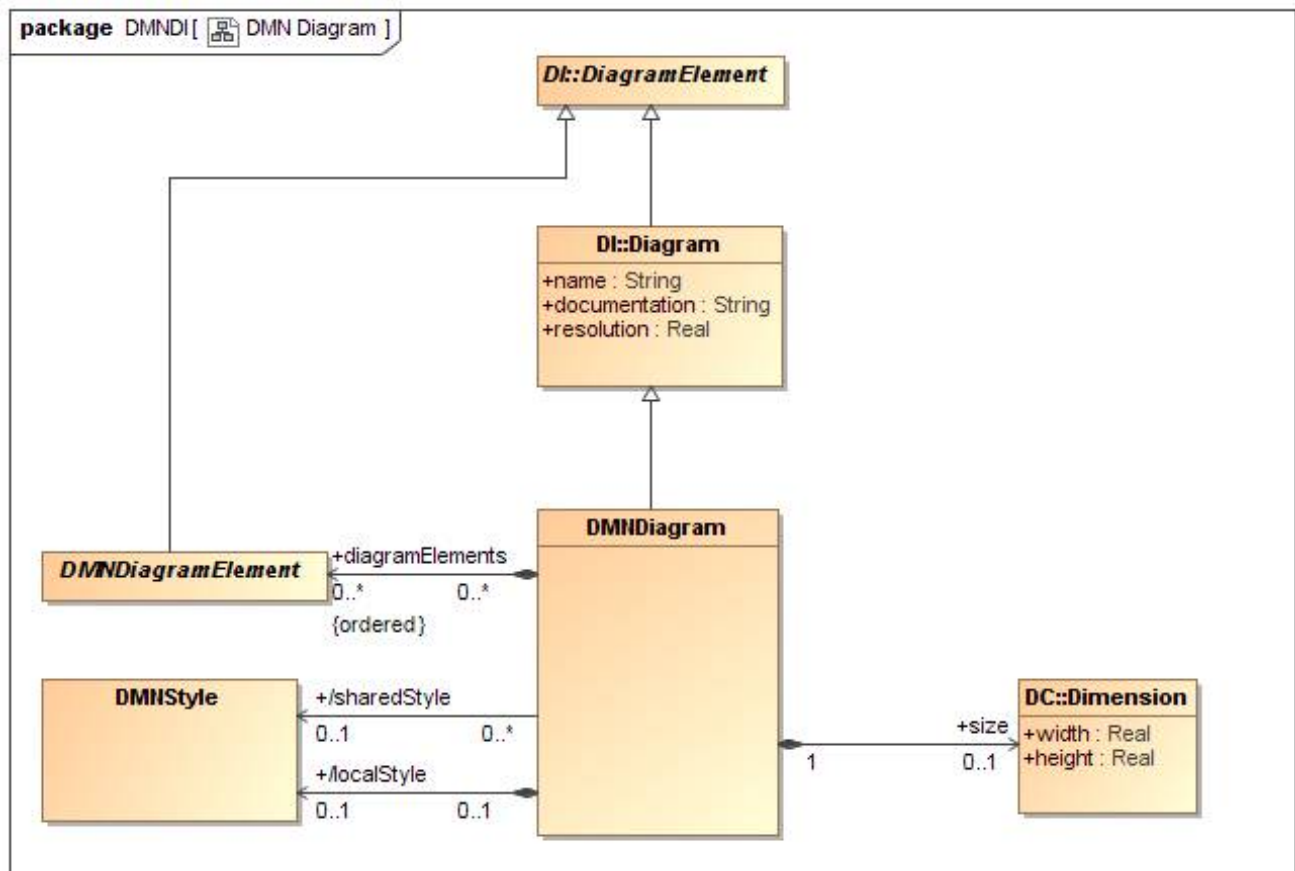 package DMNDI[ DMN Diagram ]
DI::DiagramElement
DI::Diagram
+name : String
+documentation : String
+resolution : Real
DMNDiagram
+diagramElements
DMNDiagramElement
0..*
0..*
{ordered}
DMNStyle
+/sharedStyle
0..1
0..*
+/localStyle
0..1
0..1
DC::Dimension
+size
+width : Real
1
0..1
+height : Real